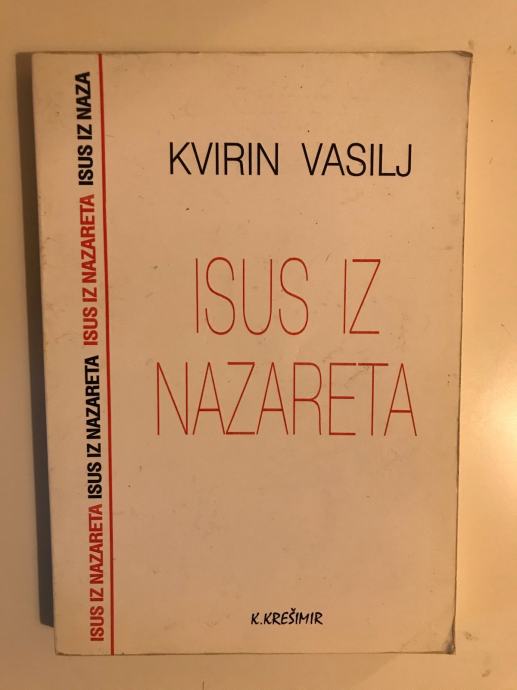 KVIRIN VASILJ
ISUS IZ
NAZARETA
K.KREŠIMIR
ISUS IZ NAZARETA ISUS IZ NAZARETA ISUS IZ NAZARETA ISUS IZ NAZA